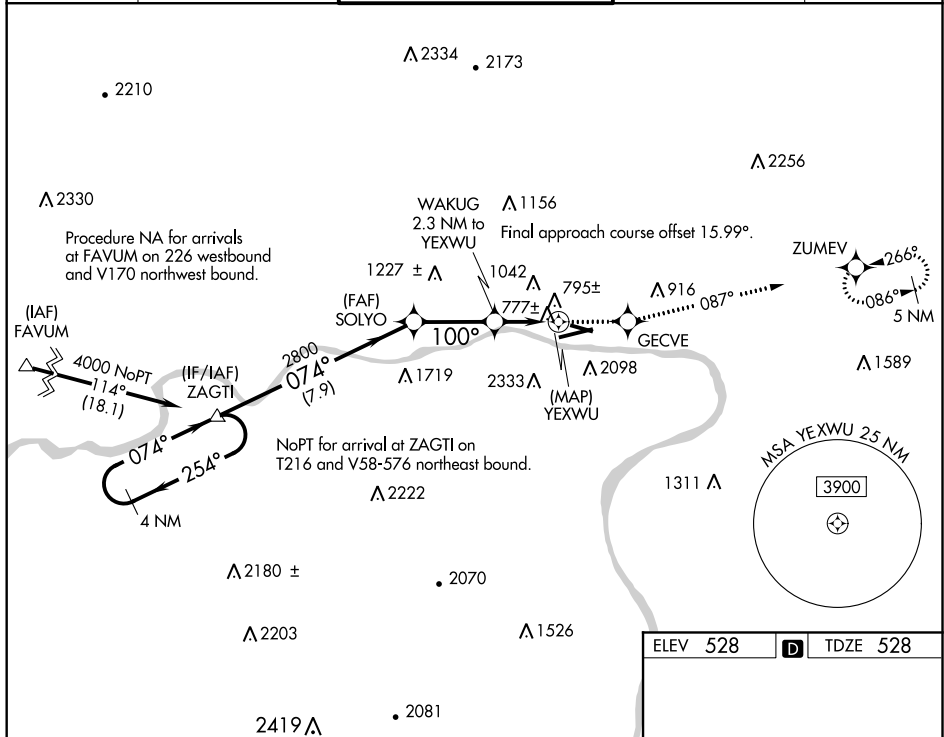 2334
2173
2210
2256
2330
WAKUG
2.3 NM to
YEXWU
1156
Final approach course offset 15.99°.
Procedure NA for arrivals
at FAVUM on 226 westbound
and V170 northwest bound.
ZUMEV
266°
086°
5 NM
1227 ±
1042
795±
916
087°
777±
(FAF)
SOLYO
100°
GECVE
(IAF)
FAVUM
4000 NoPT
114°
(18.1)
(IF/IAF)
ZAGTI
2800
074°
(7.9)
1719
2333
2098
(MAP)
YEXWU
1589
074°
254°
4 NM
NoPT for arrival at ZAGTI on
T216 and V58-576 northeast bound.
2222
1311
MSA YEXWU 25 NM
3900
2180 ±
2070
2203
1526
ELEV 528 D TDZE 528
2419
2081